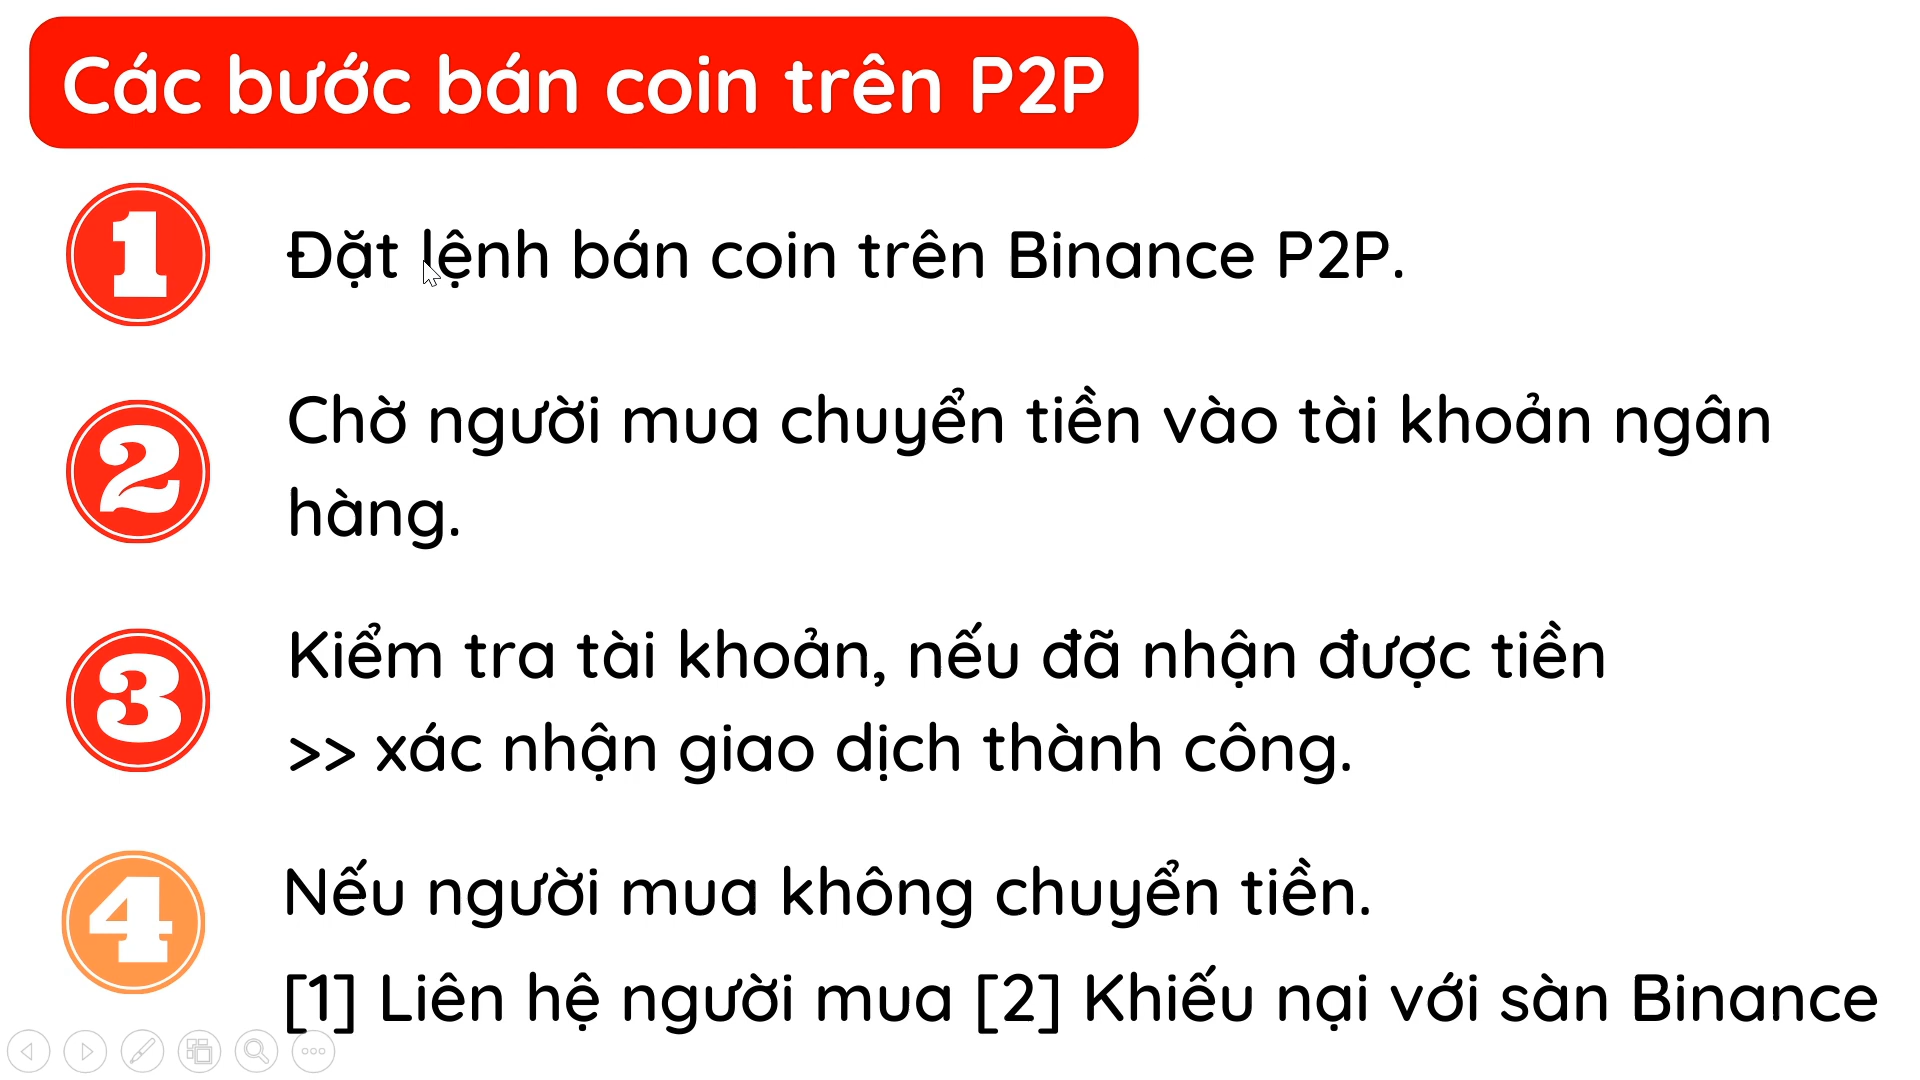 Các bước bán coin trên P2P
1
Đặt lệnh bán coin trên Binance P2P.
2
Chờ người mua chuyển tiền vào tài khoản ngân
hàng.
3
Kiểm tra tài khoản, nếu đã nhận được tiền
>> xác nhận giao dịch thành công.
4
Nếu người mua không chuyển tiền.
[1] Liên hệ người mua [2] Khiếu nại với sàn Binance